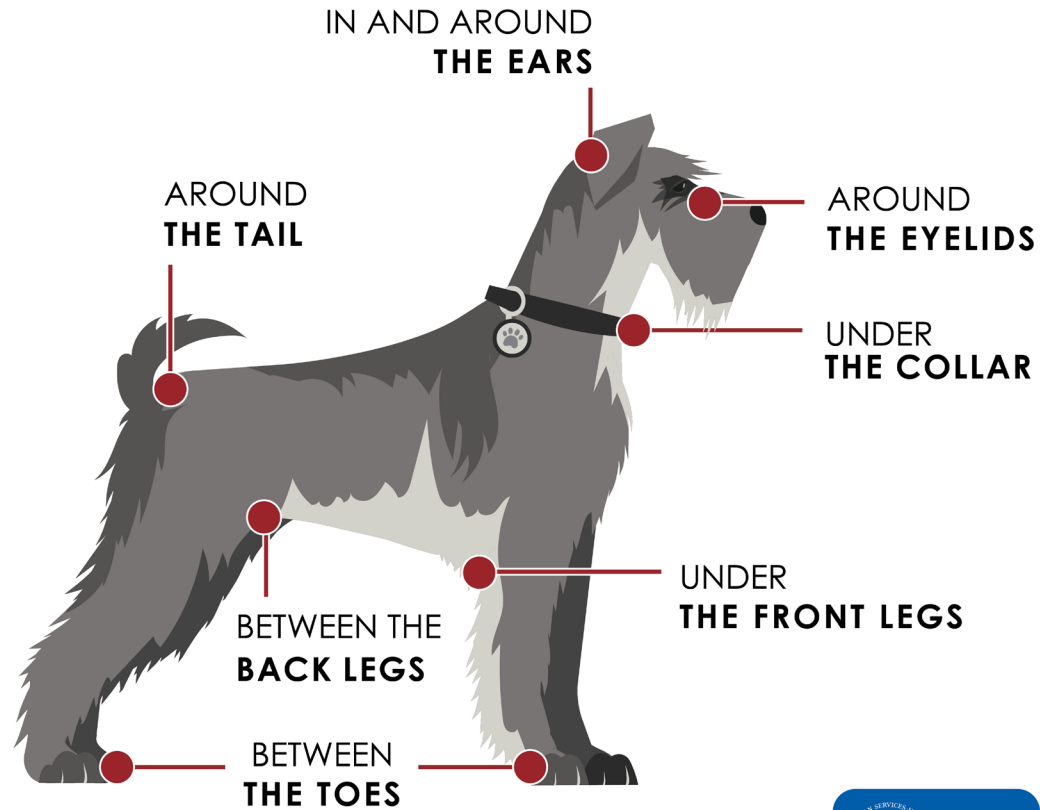 IN AND AROUND
THE EARS
AROUND
THE TAIL
AROUND
THE EYELIDS
UNDER
THE COLLAR
UNDER
THE FRONT LEGS
BETWEEN THE
BACK LEGS
BETWEEN
THE TOES
SERVICES